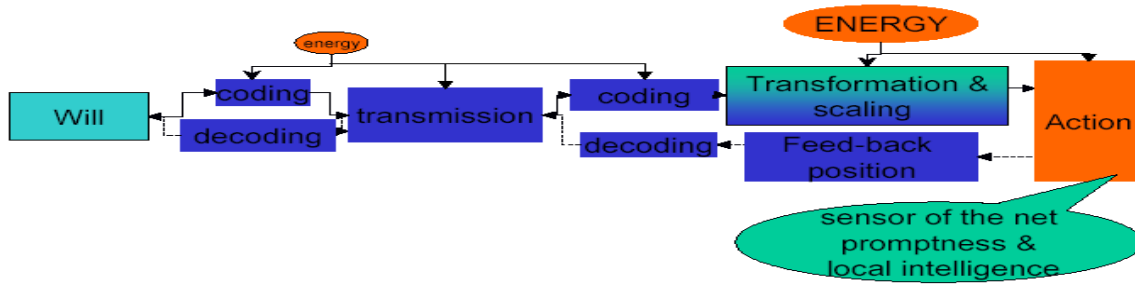 ENERGY
energy
Will
coding
decoding
transmission
coding
decoding
Transformation &
scaling
Feed-back
position
Action
sensor of the net
promptness &
local intelligence